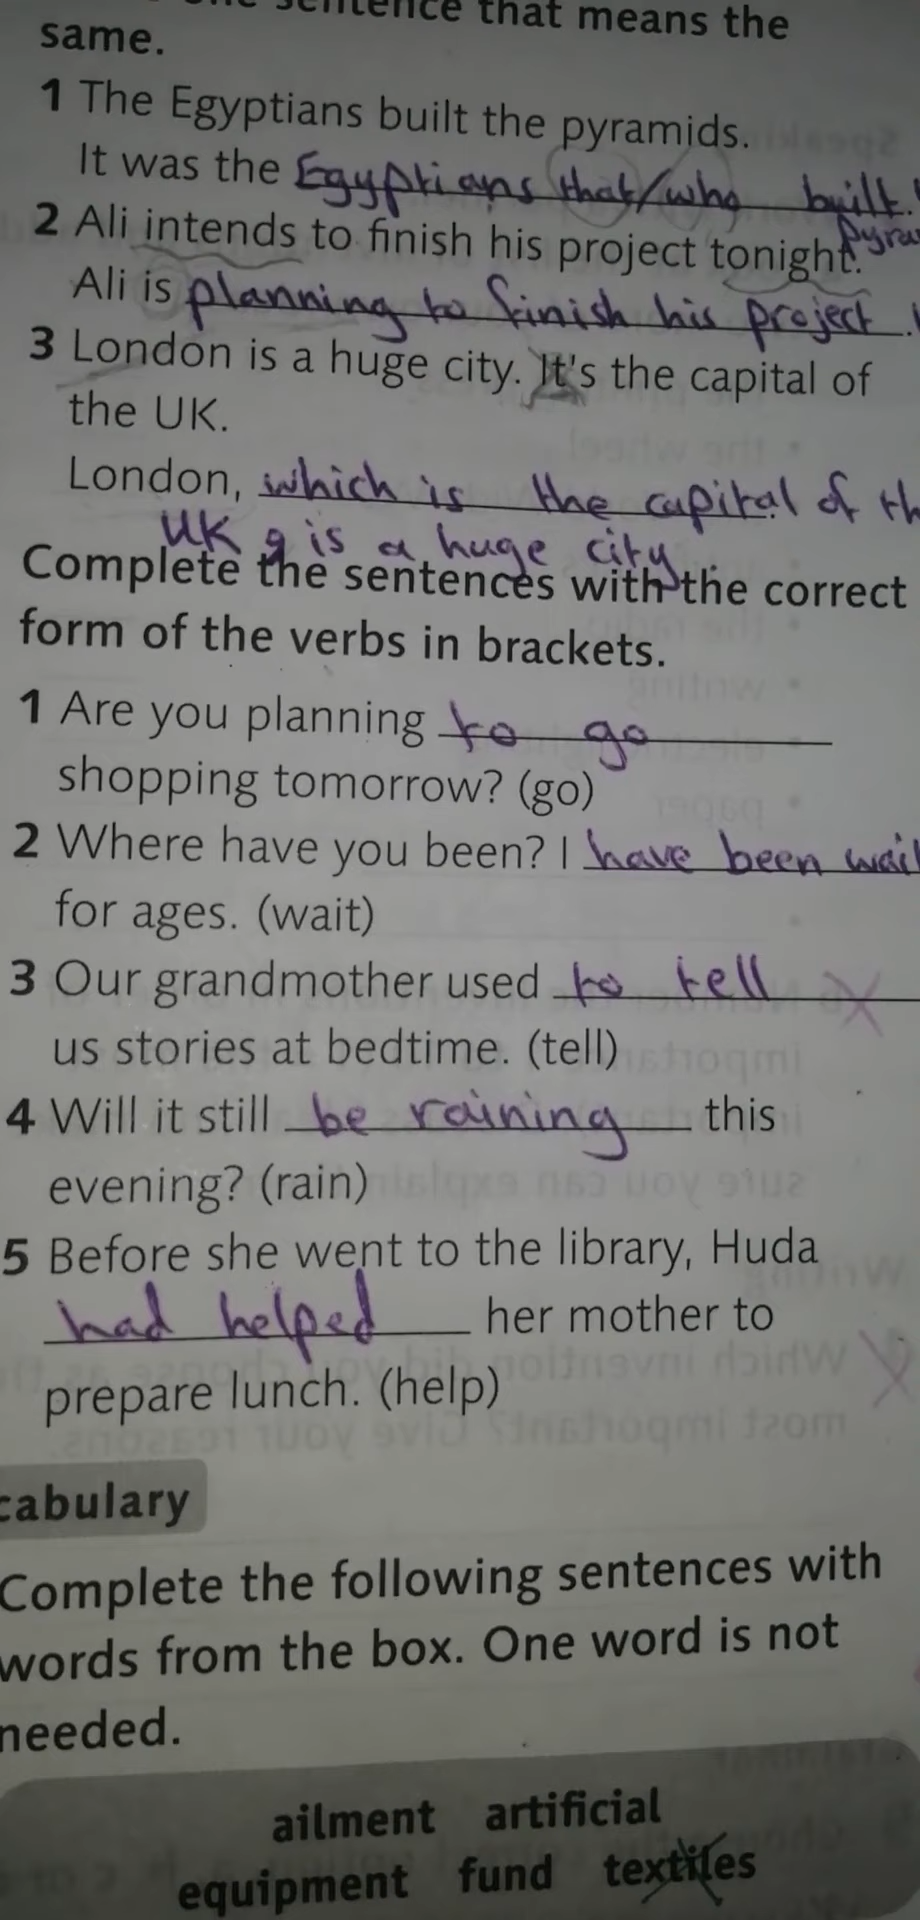 sentence that means the
same.
1 The Egyptians built the pyramids.
It was the Egyptians that/who built
2 Ali intends to finish his project tonight.
Ali is planning to finish his project
3 London is a huge city. It's the capital of
the UK.
London, which is the capital of
UK, is a huge city
Complete the sentences with the correct
form of the verbs in brackets.
1 Are you planning to go
shopping tomorrow? (go)
2 Where have you been? I have been
for ages. (wait)
3 Our grandmother used to tell
us stories at bedtime. (tell)
4 Will it still be raining this
evening? (rain)
5 Before she went to the library, Huda
had helped her mother to
prepare lunch. (help)
cabulary
Complete the following sentences with
words from the box. One word is not
needed.
ailment artificial
equipment fund textiles